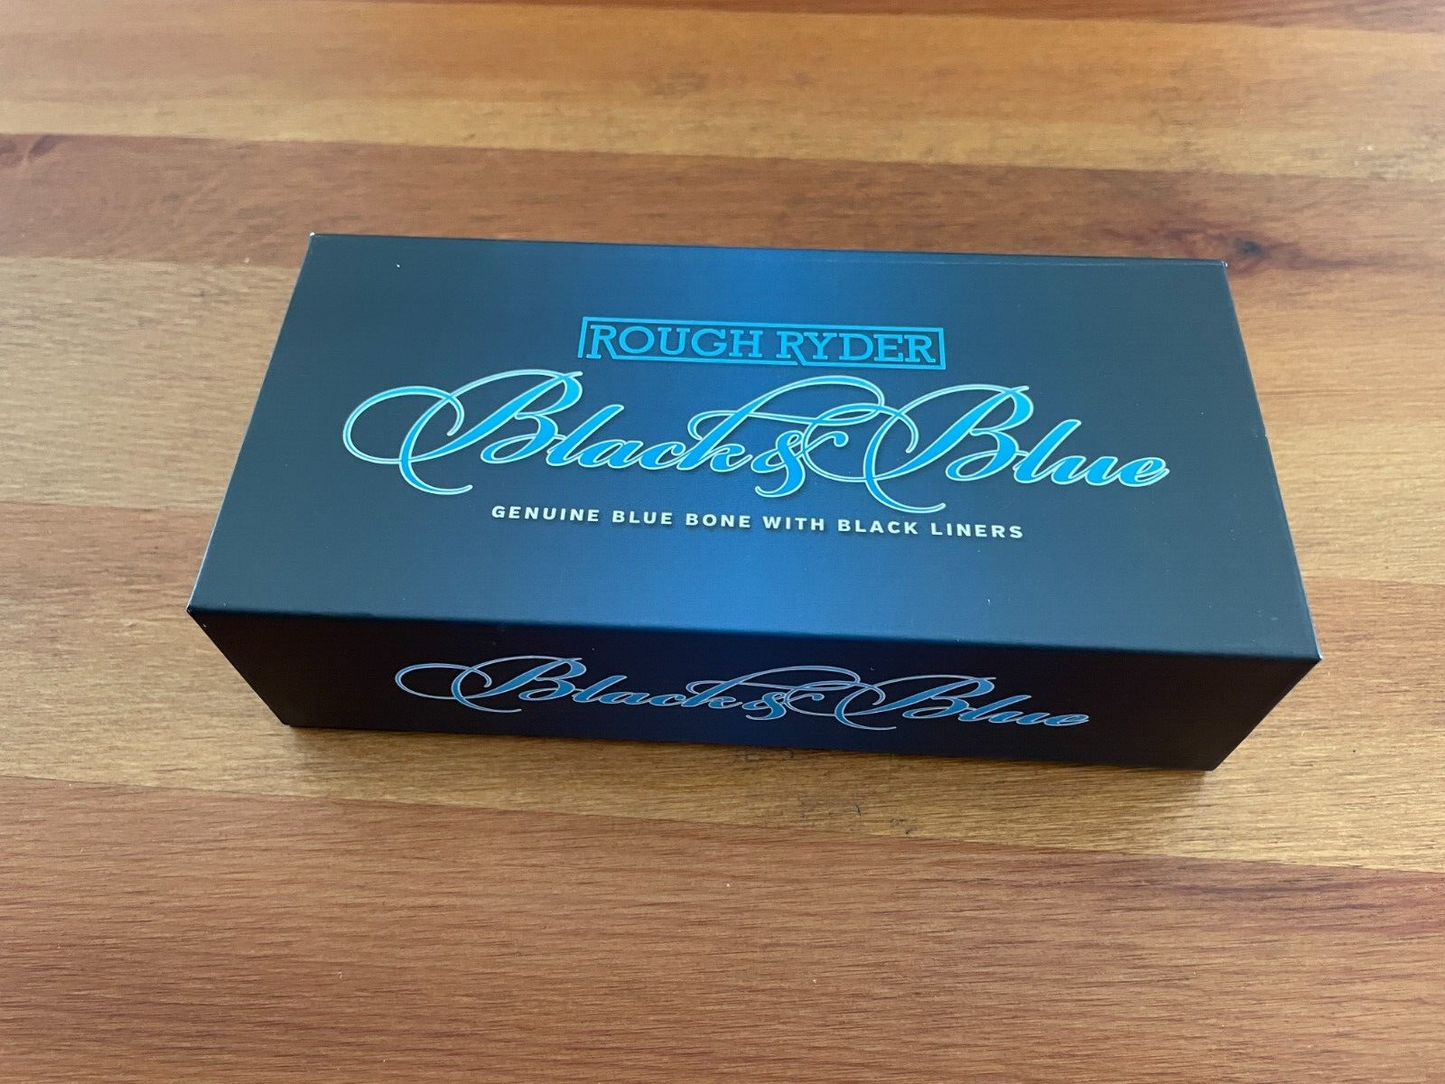 ROUGH RYDER
Black & Blue
GENUINE BLUE BONE WITH BLACK LINERS
Black & Blue